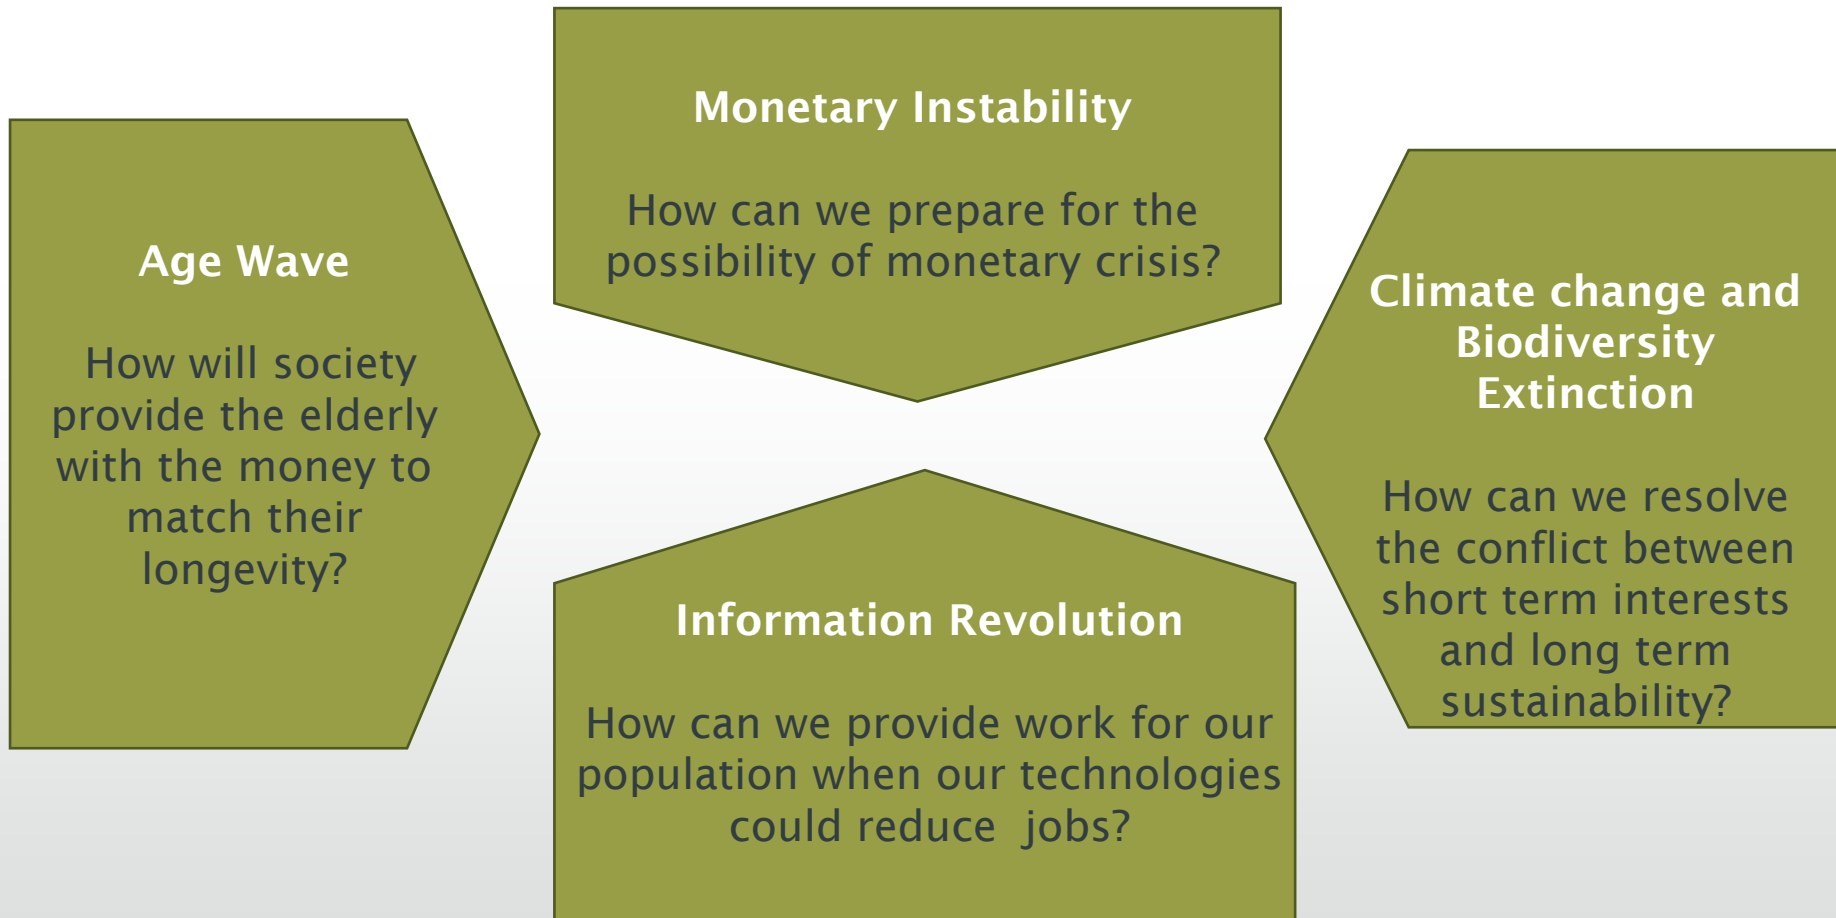 Monetary Instability
How can we prepare for the
possibility of monetary crisis?
Age Wave
How will society
provide the elderly
with the money to
match their
longevity?
Climate change and
Biodiversity
Extinction
How can we resolve
the conflict between
short term interests
and long term
sustainability?
Information Revolution
How can we provide work for our
population when our technologies
could reduce  jobs?